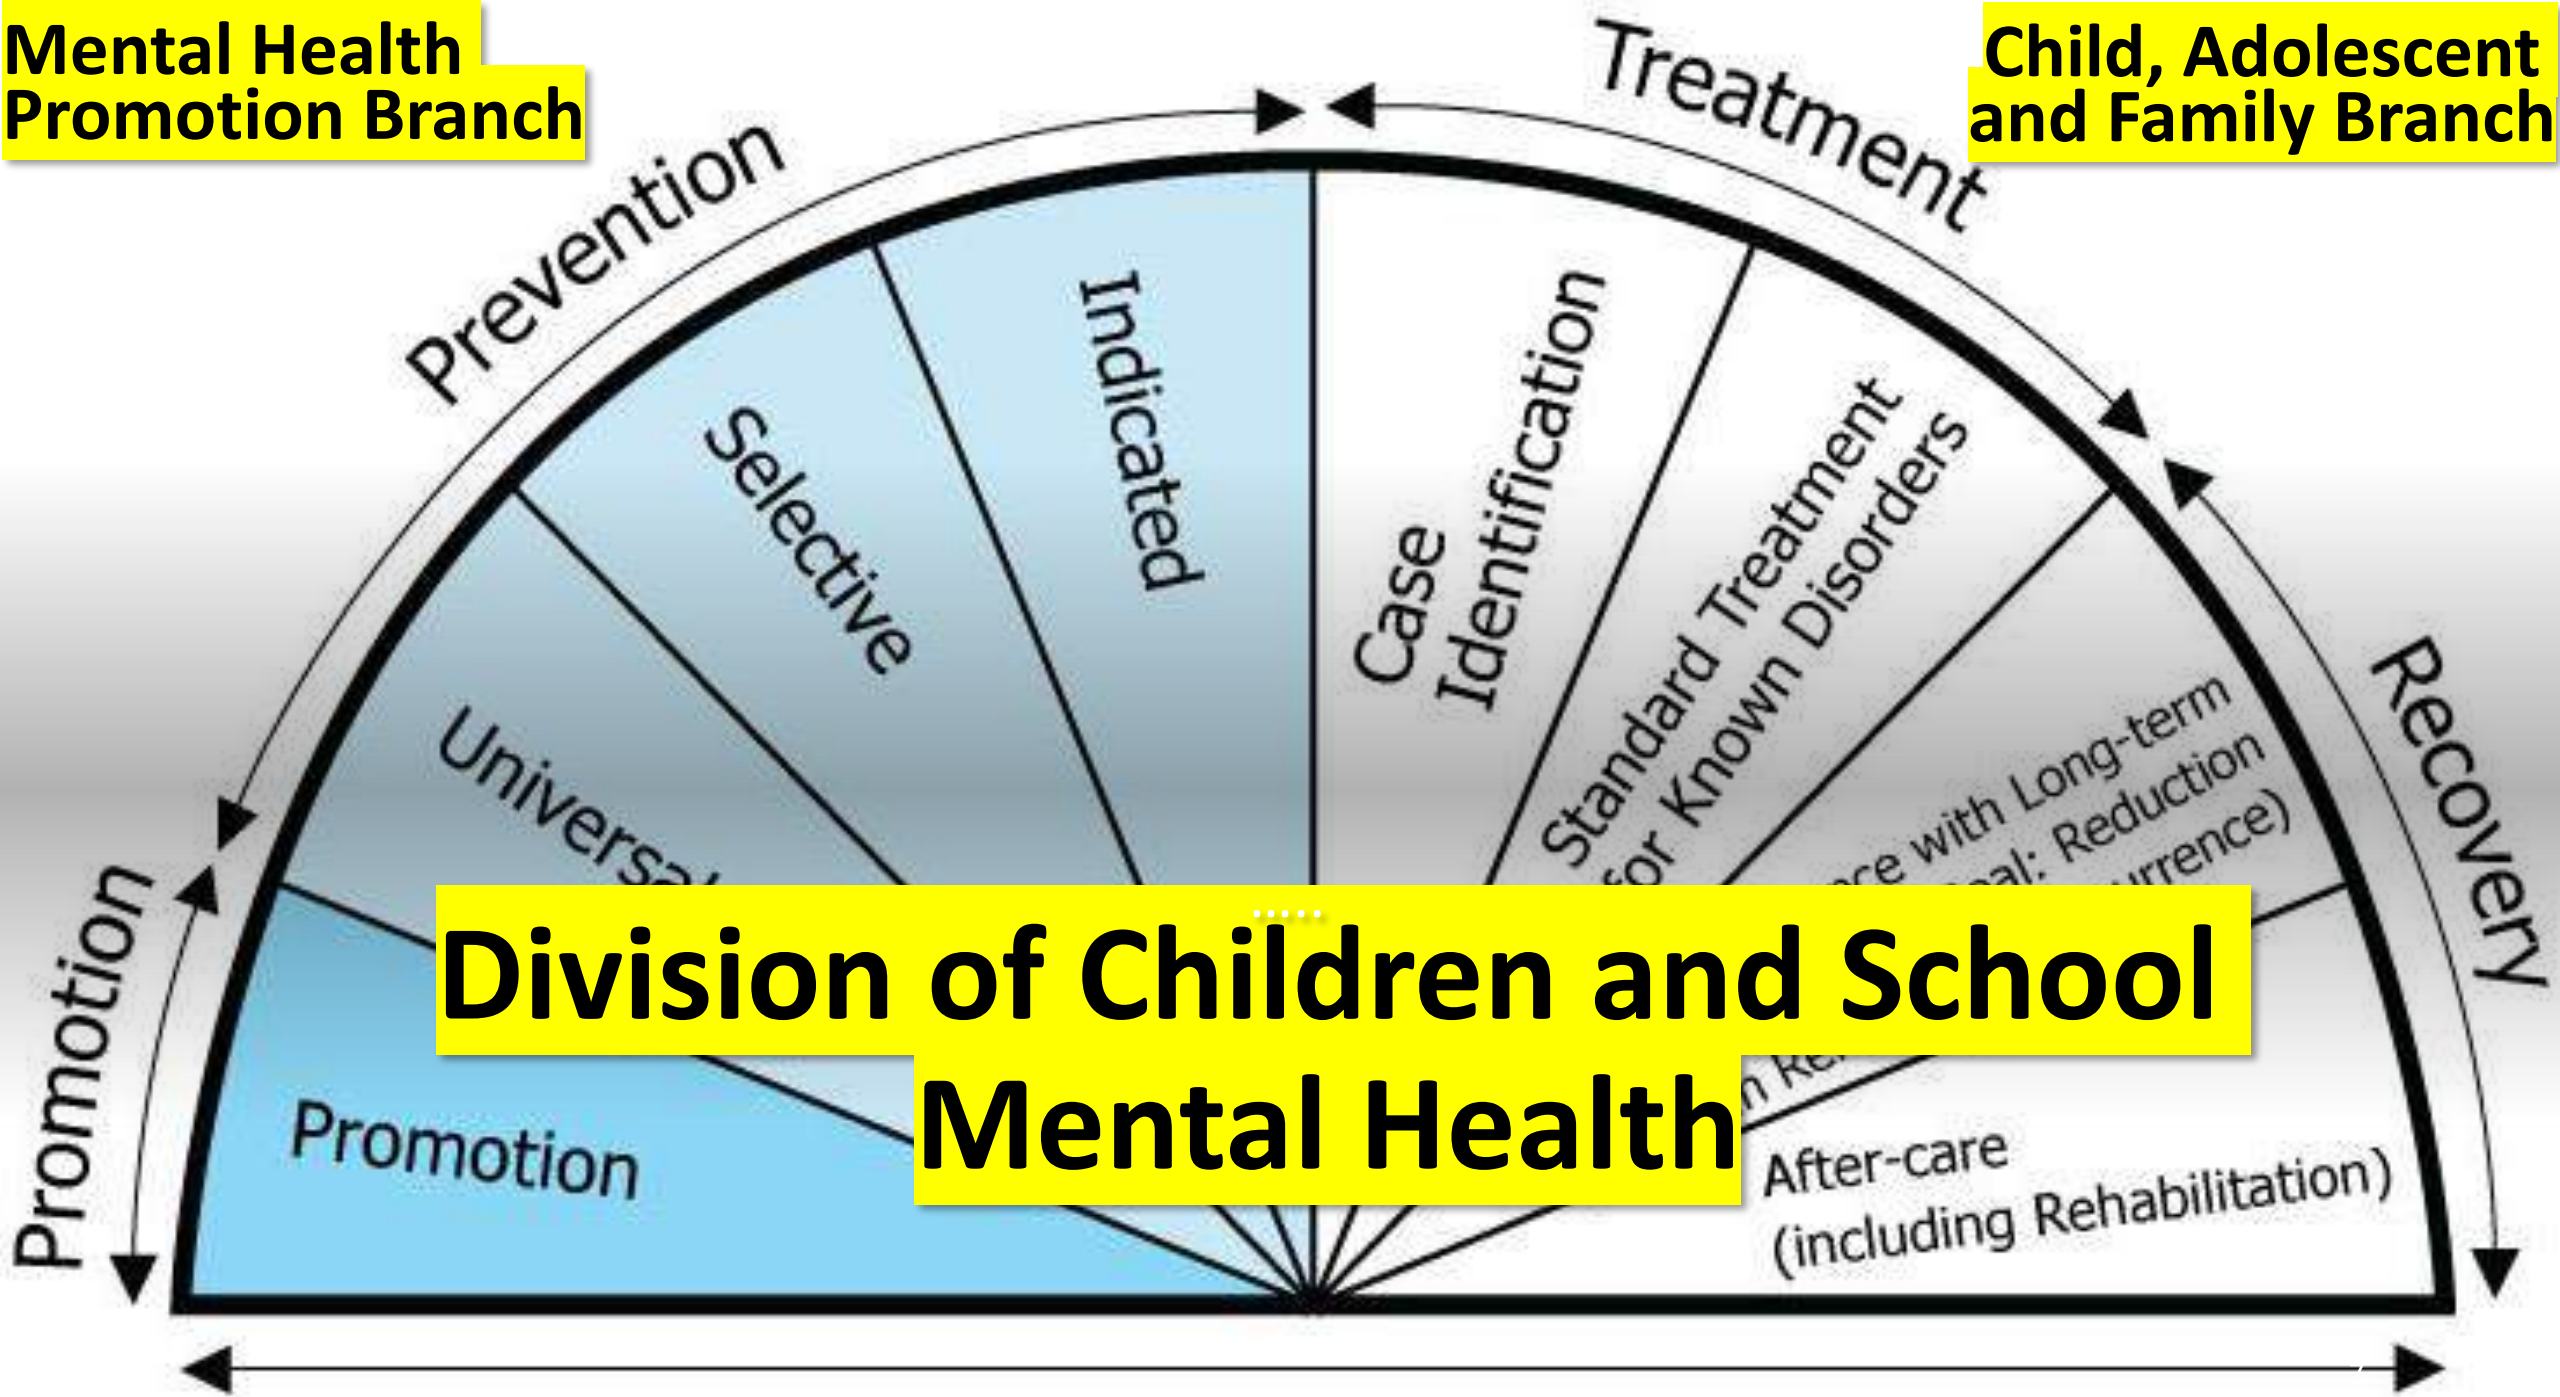 Mental Health
Promotion Branch
Child, Adolescent
and Family Branch
Promotion
Prevention
Treatment
Recovery
Promotion
Universal
Selective
Indicated
Case
Identification
Standard Treatment
for Known Disorders
with Long-term
Reduction
After-care
(including Rehabilitation)
.....
Division of Children and School
Mental Health